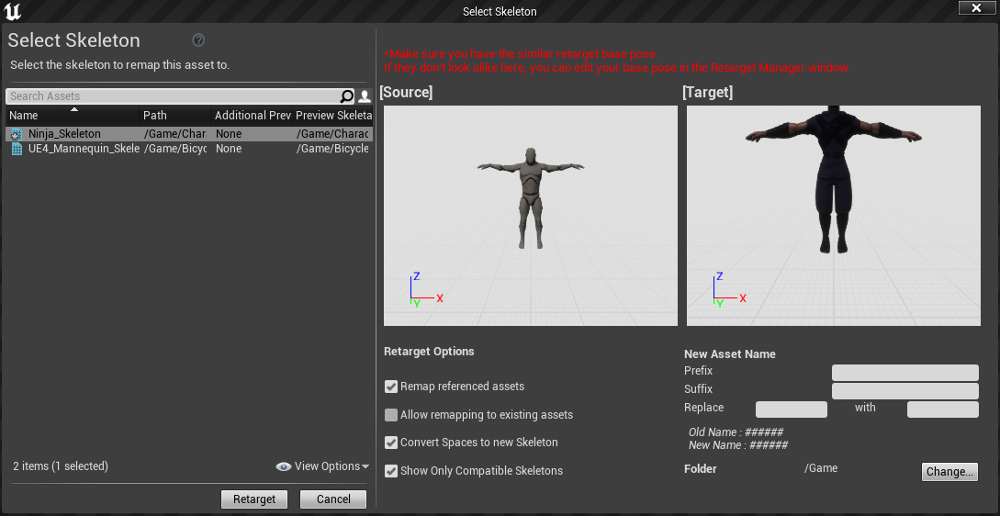 Select Skeleton
Select Skeleton
Select the skeleton to remap this asset to.
Search Assets
Name Path Additional Prev Preview Skeleta
Ninja_Skeleton /Game/Char None /Game/Charac
UE4_Mannequin_Skele /Game/Bicyc None /Game/Bicycle
2 items (1 selected)
View Options
Retarget
Cancel
*Make sure you have the similar retarget base pose.
If they don't look alike here, you can edit your base pose in the Retarget Manager window.
[Source]
[Target]
Z
X
Y
Z
X
Y
Retarget Options
Remap referenced assets
Allow remapping to existing assets
Convert Spaces to new Skeleton
Show Only Compatible Skeletons
New Asset Name
Prefix
Suffix
Replace with
Old Name : ######
New Name : ######
Folder /Game Change...